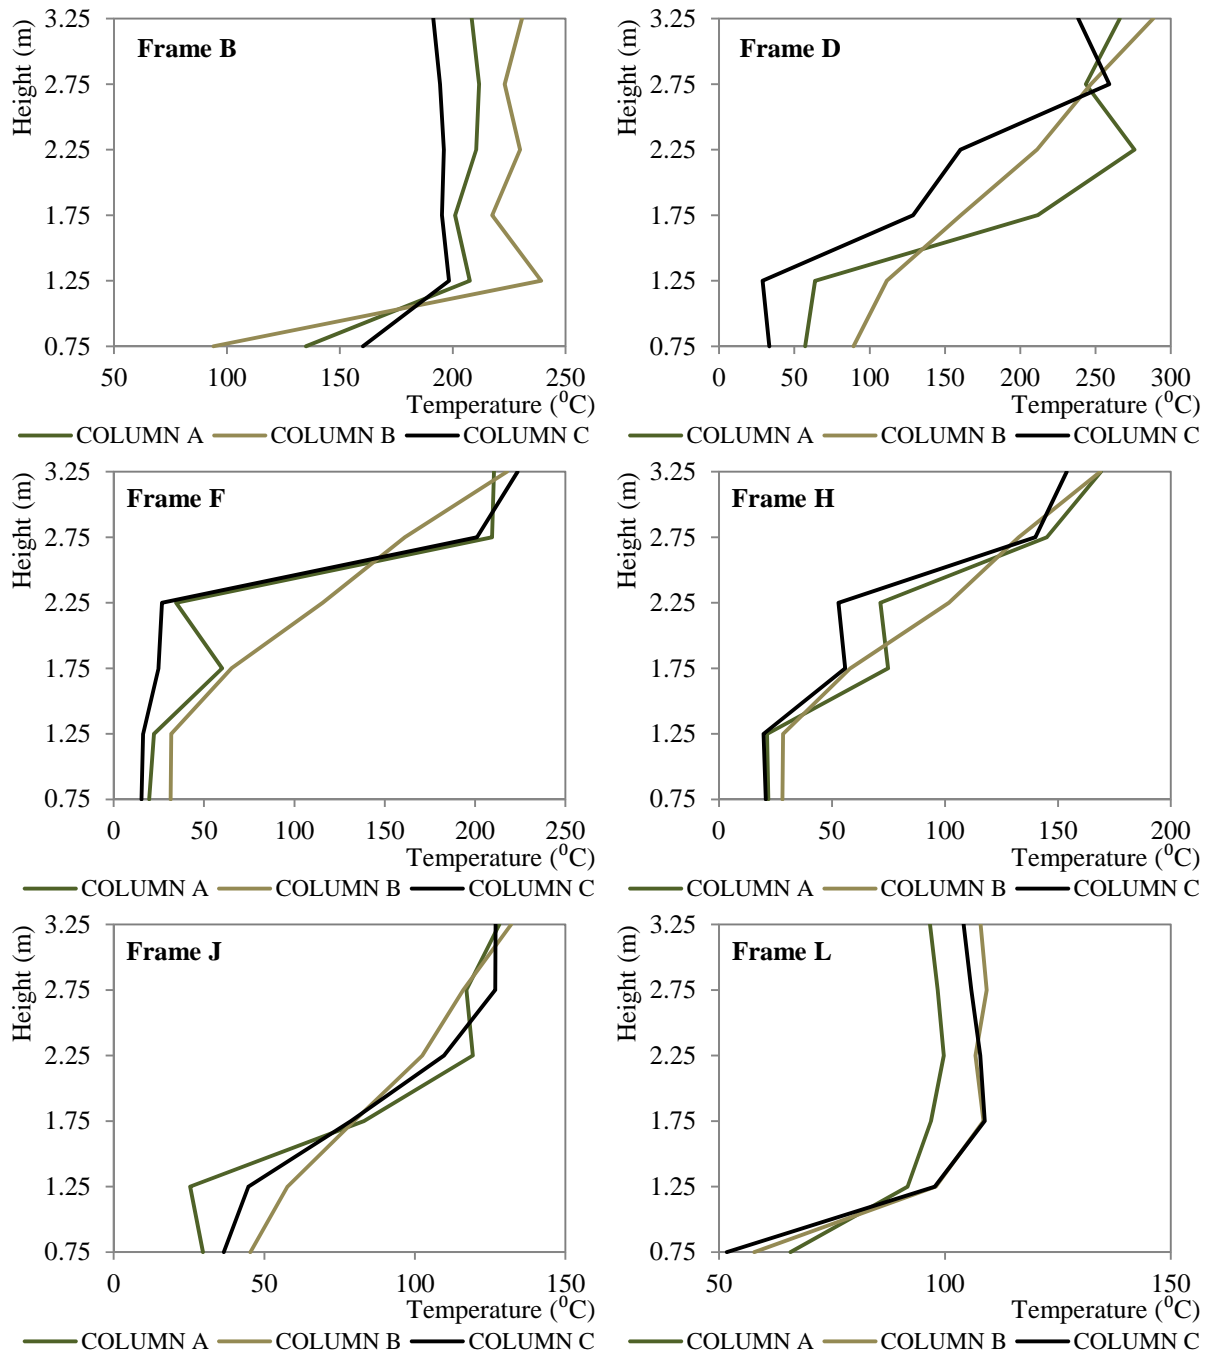 Frame B
Height (m)
3.25
2.75
2.25
1.75
1.25
0.75
50 100 150 200 250
Temperature (⁰C)
COLUMN A COLUMN B COLUMN C
Frame D
Height (m)
3.25
2.75
2.25
1.75
1.25
0.75
0 50 100 150 200 250 300
Temperature (⁰C)
COLUMN A COLUMN B COLUMN C
Frame F
Height (m)
3.25
2.75
2.25
1.75
1.25
0.75
0 50 100 150 200 250
Temperature (⁰C)
COLUMN A COLUMN B COLUMN C
Frame H
Height (m)
3.25
2.75
2.25
1.75
1.25
0.75
0 50 100 150 200
Temperature (⁰C)
COLUMN A COLUMN B COLUMN C
Frame J
Height (m)
3.25
2.75
2.25
1.75
1.25
0.75
0 50 100 150
Temperature (⁰C)
COLUMN A COLUMN B COLUMN C
Frame L
Height (m)
3.25
2.75
2.25
1.75
1.25
0.75
50 100 150
Temperature (⁰C)
COLUMN A COLUMN B COLUMN C